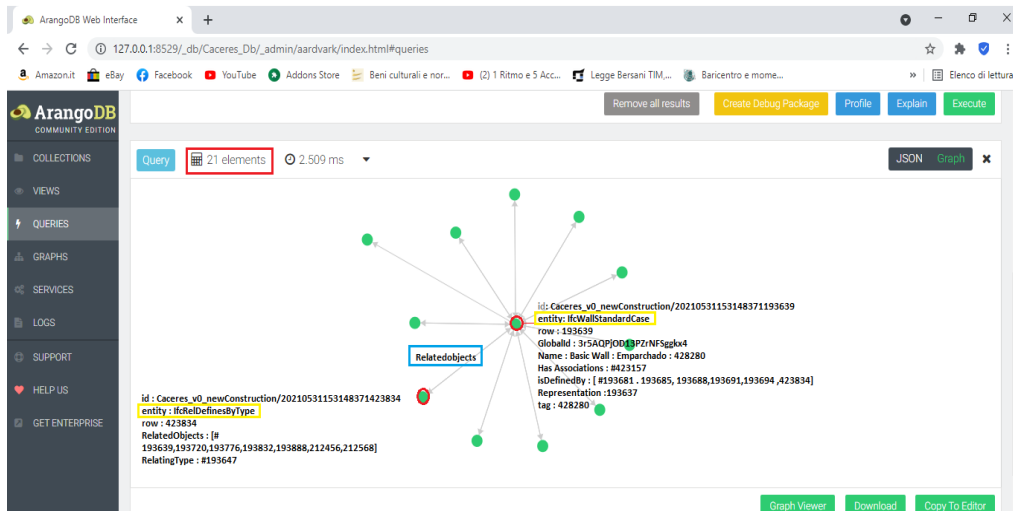 ArangoDB Web Interface
127.0.0.1:8529/_db/Caceres_Db/_admin/aardvark/index.html#queries
Amazon.it eBay Facebook YouTube Addons Store Beni culturali e nor... (2) 1 Ritmo e 5 Acc... Legge Bersani TIM,... Baricentro e mome... » Elenco di lettura
ArangoDB
COMMUNITY EDITION
Remove all results Create Debug Package Profile Explain Execute
COLLECTIONS
VIEWS
QUERIES
GRAPHS
SERVICES
LOGS
SUPPORT
HELP US
GET ENTERPRISE
Query 21 elements 2.509 ms JSON Graph
id: Caceres_v0_newConstruction/20210531153148371193639
entity: IfcWallStandardCase
row : 193639
GlobalId : 3r5AQPjOD13PZrNFSggkx4
Name : Basic Wall : Emparchado : 428280
Has Associations : #423157
isDefinedBy : [ #193681 . 193685, 193688,193691,193694 ,423834]
Representation :193637
tag : 428280
Relatedobjects
id : Caceres_v0_newConstruction/20210531153148371423834
entity : IfcRelDefinesByType
row : 423834
RelatedObjects : [#
193639,193720,193776,193832,193888,212456,212568]
RelatingType : #193647
Graph Viewer Download Copy To Editor